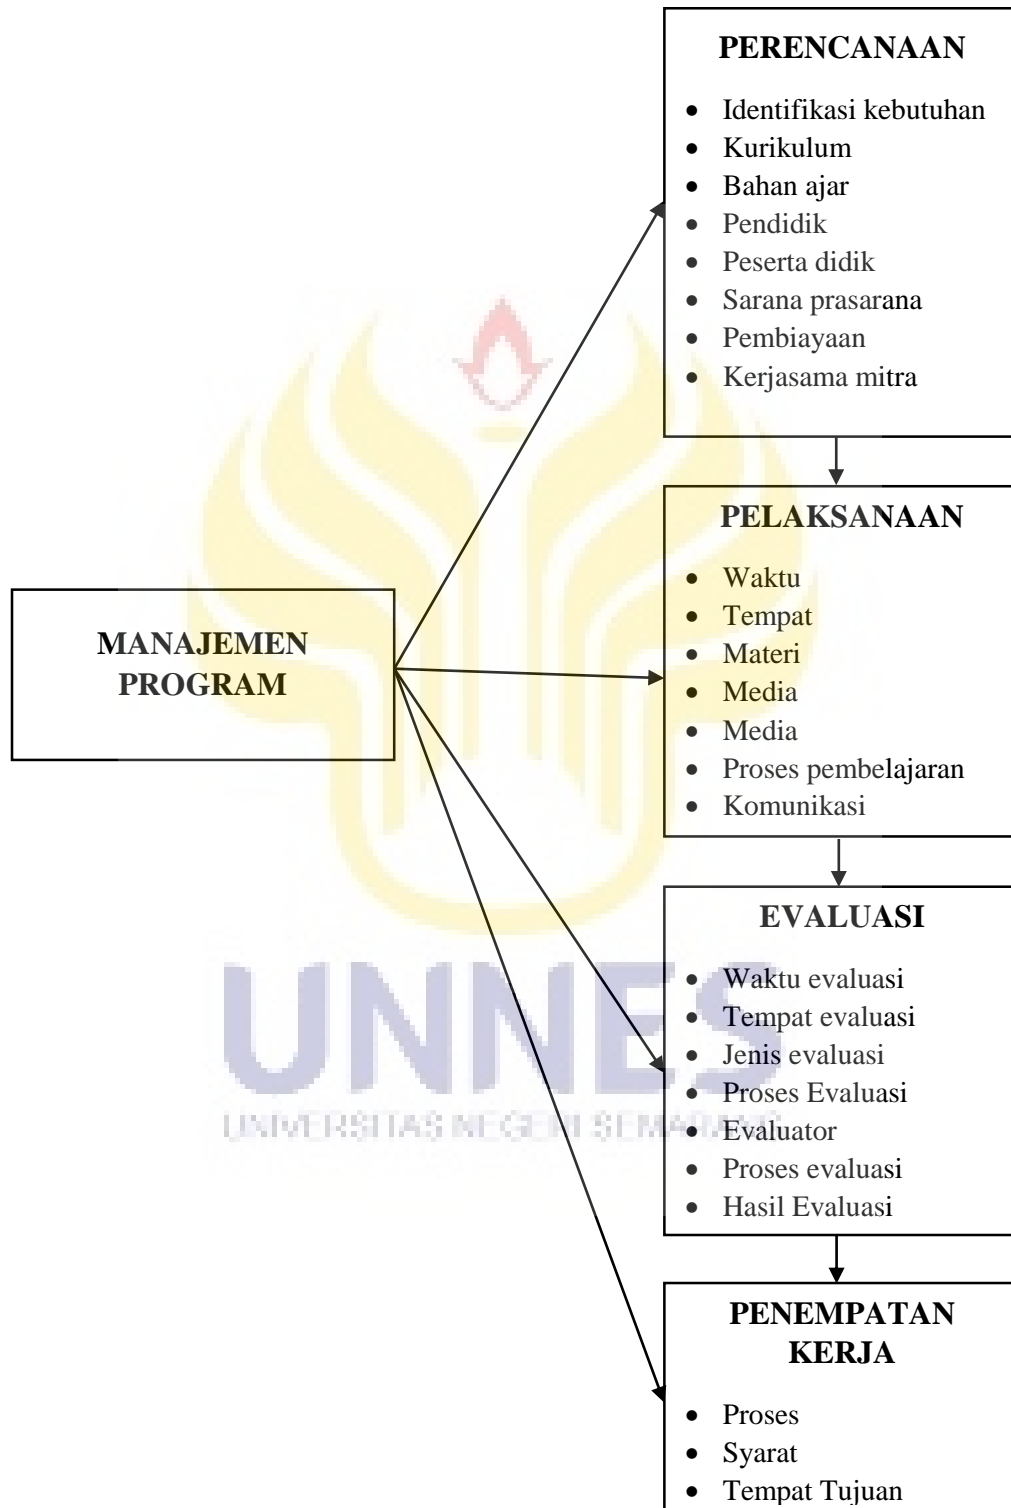 PERENCANAAN
• Identifikasi kebutuhan
• Kurikulum
• Bahan ajar
• Pendidik
• Peserta didik
• Sarana prasarana
• Pembiayaan
• Kerjasama mitra
PELAKSANAAN
• Waktu
• Tempat
• Materi
• Media
• Media
• Proses pembelajaran
• Komunikasi
MANAJEMEN
PROGRAM
EVALUASI
• Waktu evaluasi
• Tempat evaluasi
• Jenis evaluasi
• Proses Evaluasi
• Evaluator
• Proses evaluasi
• Hasil Evaluasi
PENEMPATAN
KERJA
• Proses
• Syarat
• Tempat Tujuan
UNNES
UNIVERSITAS NEGERI SEMARANG